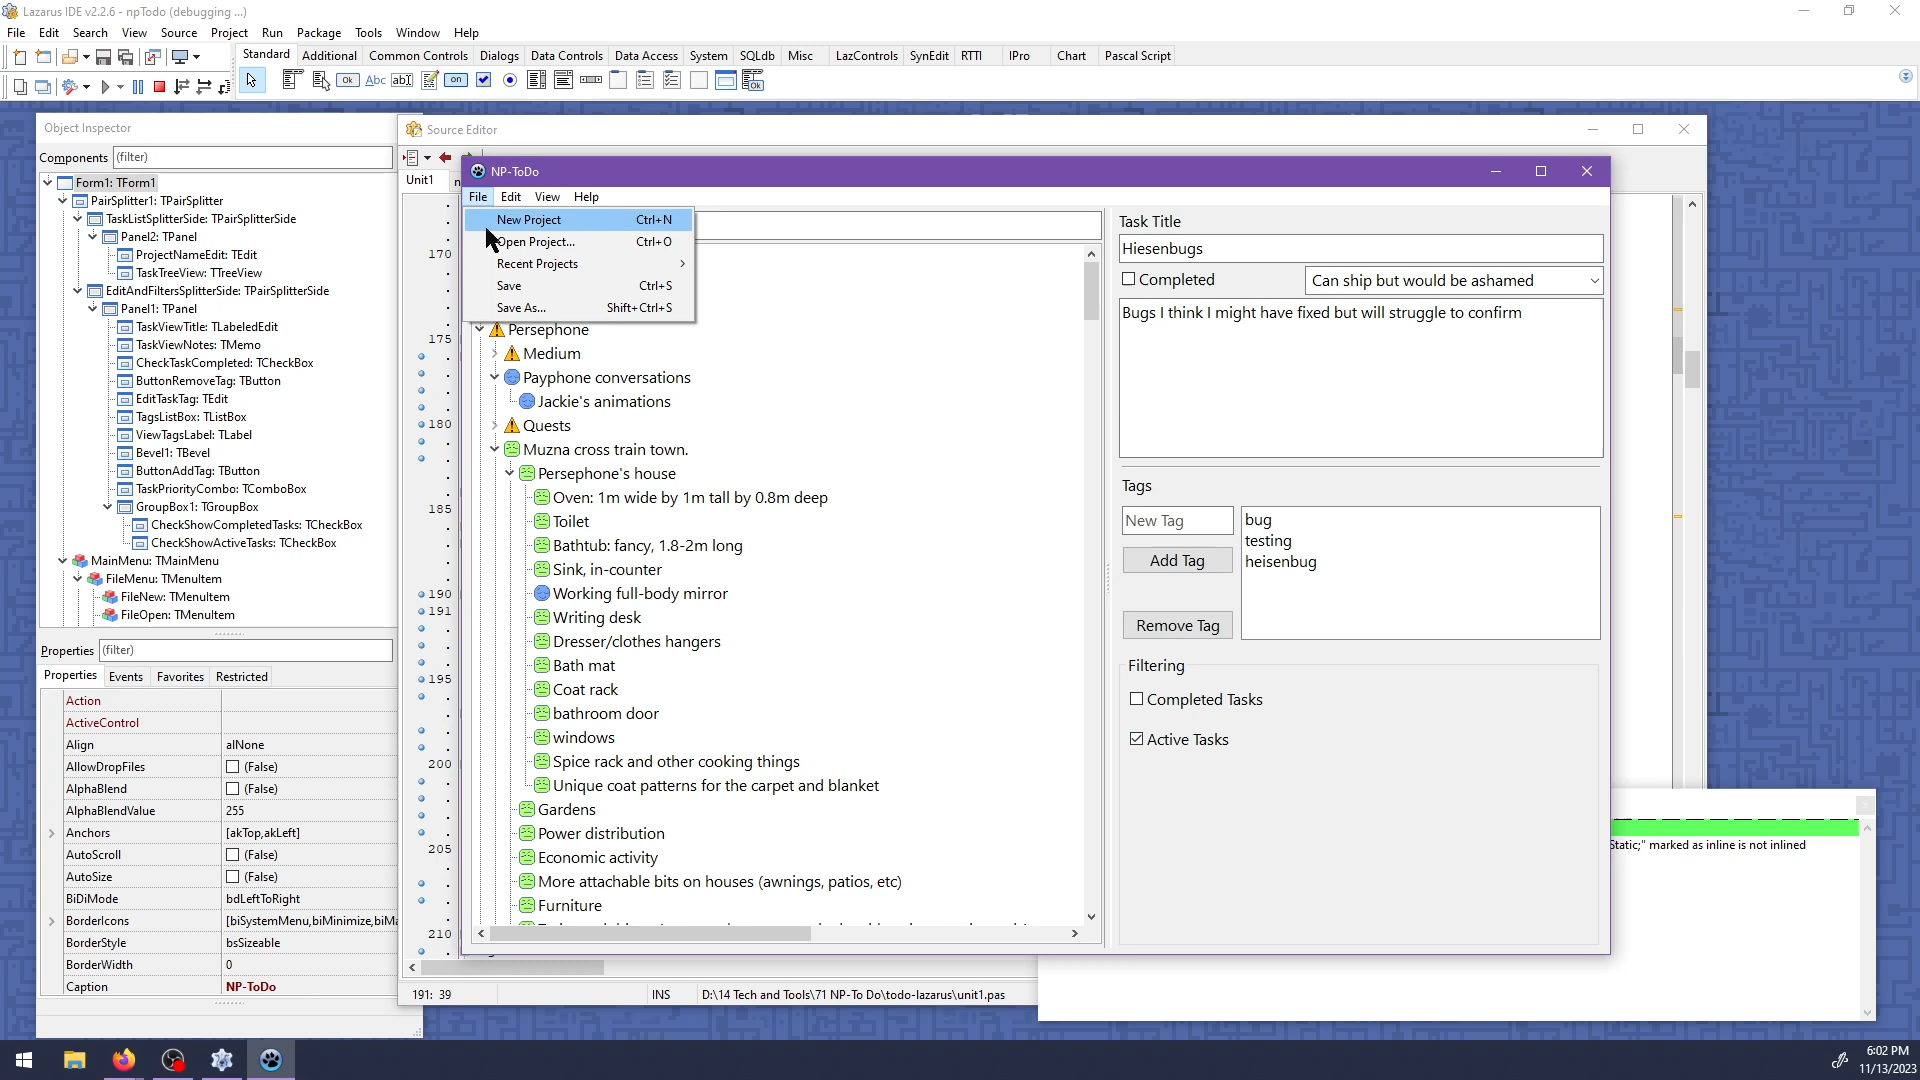 Lazarus IDE v2.2.6 - npTodo (debugging ...)
File Edit Search View Source Project Run Package Tools Window Help
Standard Additional Common Controls Dialogs Data Controls Data Access System SQLdb Misc LazControls SynEdit RTTI IPro Chart Pascal Script
Ok Abc ab on Ok
Object Inspector
Components (filter)
Form1: TForm1
PairSplitter1: TPairSplitter
TaskListSplitterSide: TPairSplitterSide
Panel2: TPanel
ProjectNameEdit: TEdit
TaskTreeView: TTreeView
EditAndFiltersSplitterSide: TPairSplitterSide
Panel1: TPanel
TaskViewTitle: TLabeledEdit
TaskViewNotes: TMemo
CheckTaskCompleted: TCheckBox
ButtonRemoveTag: TButton
EditTaskTag: TEdit
TagsListBox: TListBox
ViewTagsLabel: TLabel
Bevel1: TBevel
ButtonAddTag: TButton
TaskPriorityCombo: TComboBox
GroupBox1: TGroupBox
CheckShowCompletedTasks: TCheckBox
CheckShowActiveTasks: TCheckBox
MainMenu: TMainMenu
FileMenu: TMenuItem
FileNew: TMenuItem
FileOpen: TMenuItem
Properties (filter)
Properties Events Favorites Restricted
Action
ActiveControl
Align alNone
AllowDropFiles (False)
AlphaBlend (False)
AlphaBlendValue 255
Anchors [akTop,akLeft]
AutoScroll (False)
AutoSize (False)
BiDiMode bdLeftToRight
BorderIcons [biSystemMenu,biMinimize,biMa
BorderStyle bsSizeable
BorderWidth 0
Caption NP-ToDo
Source Editor
Unit1
170
175
180
185
190
191
195
200
205
210
191: 39 INS D:\14 Tech and Tools\71 NP-To Do\todo-lazarus\unit1.pas
NP-ToDo
File Edit View Help
New Project Ctrl+N
Open Project... Ctrl+O
Recent Projects
Save Ctrl+S
Save As... Shift+Ctrl+S
Persephone
Medium
Payphone conversations
Jackie's animations
Quests
Muzna cross train town.
Persephone's house
Oven: 1m wide by 1m tall by 0.8m deep
Toilet
Bathtub: fancy, 1.8-2m long
Sink, in-counter
Working full-body mirror
Writing desk
Dresser/clothes hangers
Bath mat
Coat rack
bathroom door
windows
Spice rack and other cooking things
Unique coat patterns for the carpet and blanket
Gardens
Power distribution
Economic activity
More attachable bits on houses (awnings, patios, etc)
Furniture
Task Title
Hiesenbugs
Completed
Can ship but would be ashamed
Bugs I think I might have fixed but will struggle to confirm
Tags
New Tag
Add Tag
Remove Tag
bug
testing
heisenbug
Filtering
Completed Tasks
Active Tasks
Static;" marked as inline is not inlined
6:02 PM
11/13/2023